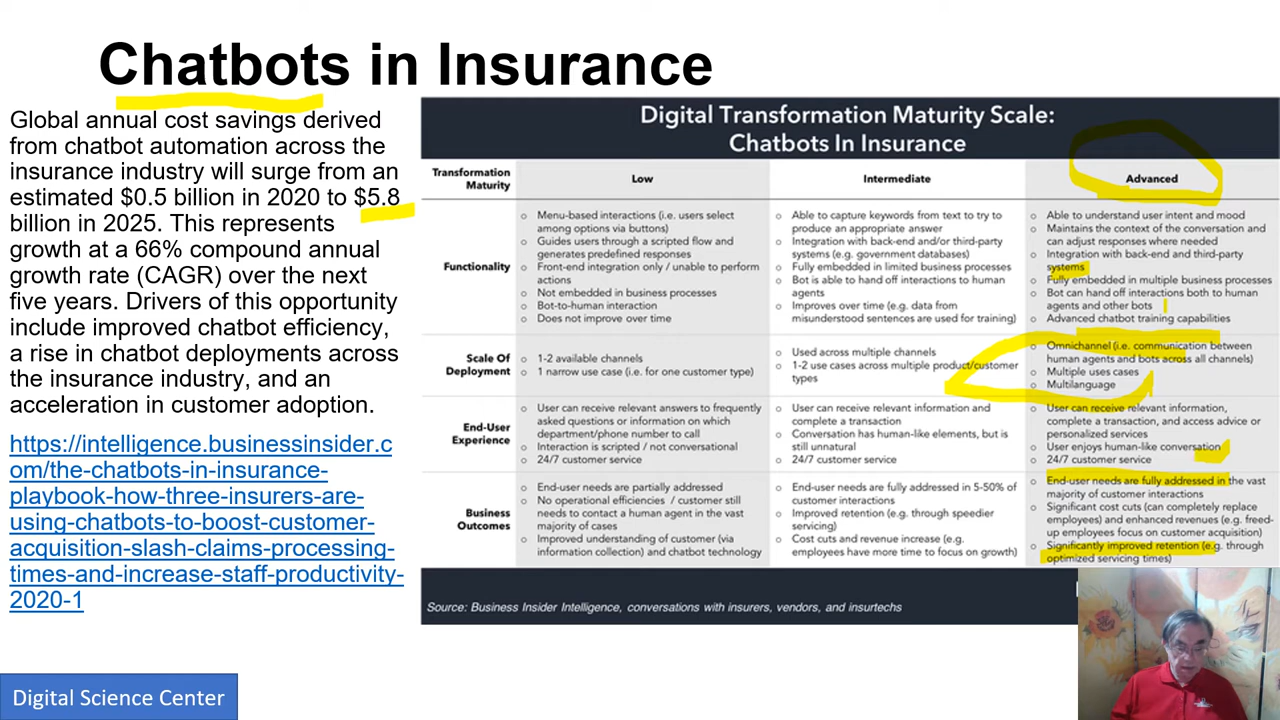 Chatbots in Insurance
Global annual cost savings derived
from chatbot automation across the
insurance industry will surge from an
estimated $0.5 billion in 2020 to $5.8
billion in 2025. This represents
growth at a 66% compound annual
growth rate (CAGR) over the next
five years. Drivers of this opportunity
include improved chatbot efficiency,
a rise in chatbot deployments across
the insurance industry, and an
acceleration in customer adoption.
https://intelligence.businessinsider.c
om/the-chatbots-in-insurance-
playbook-how-three-insurers-are-
using-chatbots-to-boost-customer-
acquisition-slash-claims-processing-
times-and-increase-staff-productivity-
2020-1
Digital Transformation Maturity Scale:
Chatbots In Insurance
Transformation
Maturity
Low
Intermediate
Advanced
Functionality
o Menu-based interactions (i.e. users select
among options via buttons)
o Guides users through a scripted flow and
generates predefined responses
o Front-end integration only / unable to perform
actions
o Not embedded in business processes
o Bot-to-human interaction
o Does not improve over time
o Able to capture keywords from text to try to
produce an appropriate answer
o Integration with back-end and/or third-party
systems (e.g. government databases)
o Fully embedded in limited business processes
o Bot is able to hand off interactions to human
agents
o Improves over time (e.g. data from
misunderstood sentences are used for training)
o Able to understand user intent and mood
o Maintains the context of the conversation and
can adjust responses where needed
o Integration with back-end and third-party
systems
o Fully embedded in multiple business processes
o Bot can hand off interactions both to human
agents and other bots
o Advanced chatbot training capabilities
Scale Of
Deployment
o 1-2 available channels
o 1 narrow use case (i.e. for one customer type)
o Used across multiple channels
o 1-2 use cases across multiple product/customer
types
o Omnichannel (i.e. communication between
human agents and bots across all channels)
o Multiple uses cases
o Multilanguage
End-User
Experience
o User can receive relevant answers to frequently
asked questions or information on which
department/phone number to call
o Interaction is scripted / not conversational
o 24/7 customer service
o User can receive relevant information and
complete a transaction
o Conversation has human-like elements, but is
still unnatural
o 24/7 customer service
o User can receive relevant information,
complete a transaction, and access advice or
personalized services
o User enjoys human-like conversation
o 24/7 customer service
Business
Outcomes
o End-user needs are partially addressed
o No operational efficiencies / customer still
needs to contact a human agent in the vast
majority of cases
o Improved understanding of customer (via
information collection) and chatbot technology
o End-user needs are fully addressed in 5-50% of
customer interactions
o Improved retention (e.g. through speedier
servicing)
o Cost cuts and revenue increase (e.g.
employees have more time to focus on growth)
o End-user needs are fully addressed in the vast
majority of customer interactions
o Significant cost cuts (can completely replace
employees) and enhanced revenues (e.g. freed-
up employees focus on customer acquisition)
o Significantly improved retention (e.g. through
optimized servicing times)
Source: Business Insider Intelligence, conversations with insurers, vendors, and insurtechs
Digital Science Center